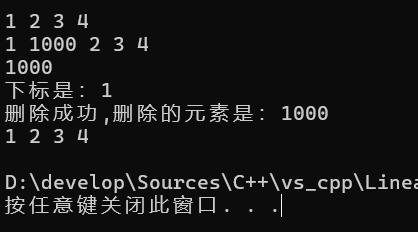 1 2 3 4
1 1000 2 3 4
1000
下标是: 1
删除成功,删除的元素是: 1000
1 2 3 4
D:\develop\Sources\C++\vs_cpp\Linea
按任意键关闭此窗口. . .